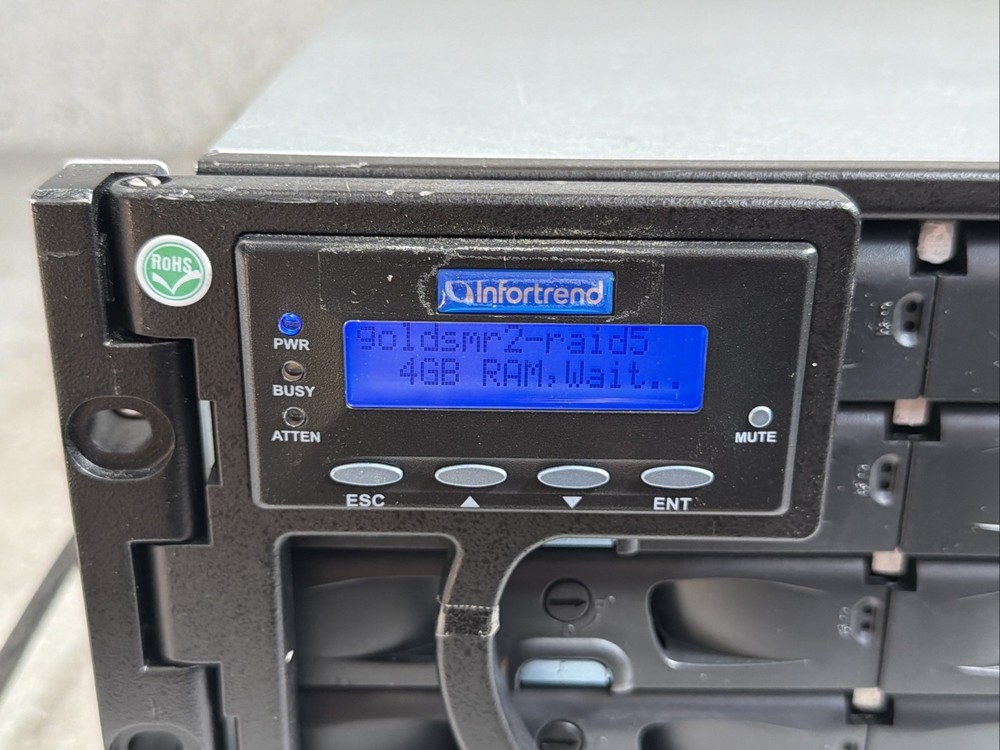 RoHS
Infortrend
goldsmr2-raid5
4GB RAM,Wait..
PWR
BUSY
ATTEN
MUTE
ESC
ENT